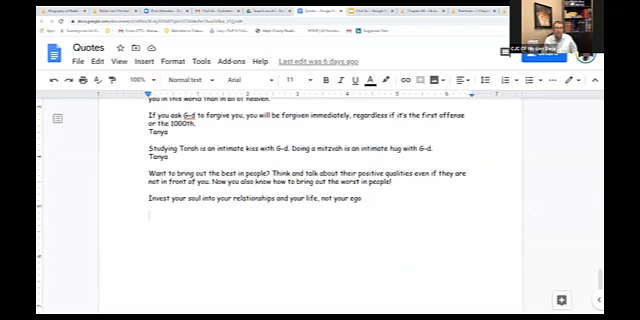 docs.google.com/document/
Quotes
File Edit View Insert Format Tools Add-ons Help Last edit was 6 days ago
100% Normal text Arial 11 B I U A
you in this world than in all of heaven.
If you ask G-d to forgive you, you will be forgiven immediately, regardless if it's the first offense
or the 1000th.
Tanya
Studying Torah is an intimate kiss with G-d. Doing a mitzvah is an intimate hug with G-d.
Tanya
Want to bring out the best in people? Think and talk about their positive qualities even if they are
not in front of you. Now you also know how to bring out the worst in people!
Invest your soul into your relationships and your life, not your ego